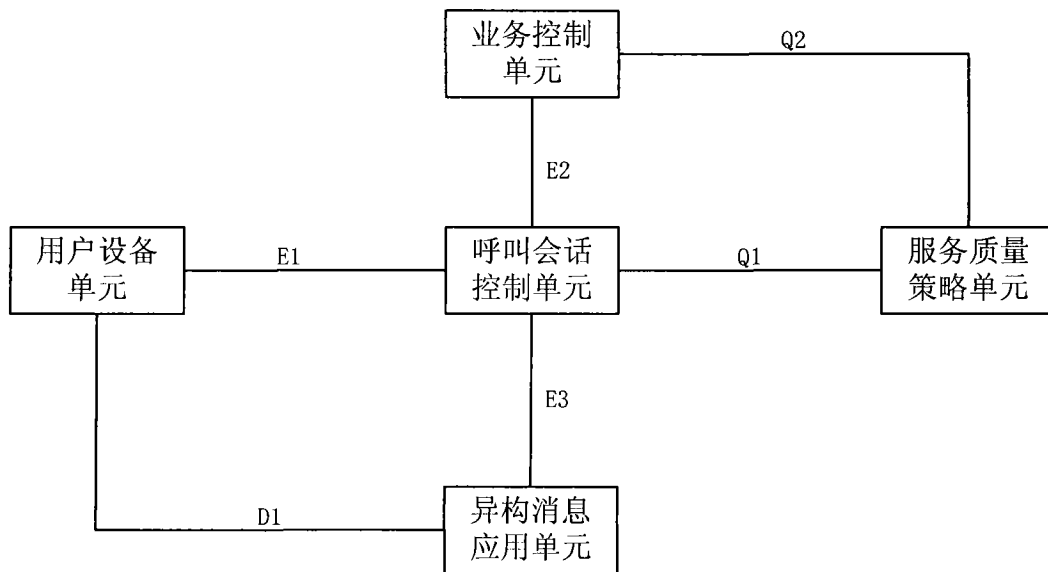 业务控制
单元
Q2
E2
用户设备
单元
E1
呼叫会话
控制单元
Q1
服务质量
策略单元
E3
D1
异构消息
应用单元